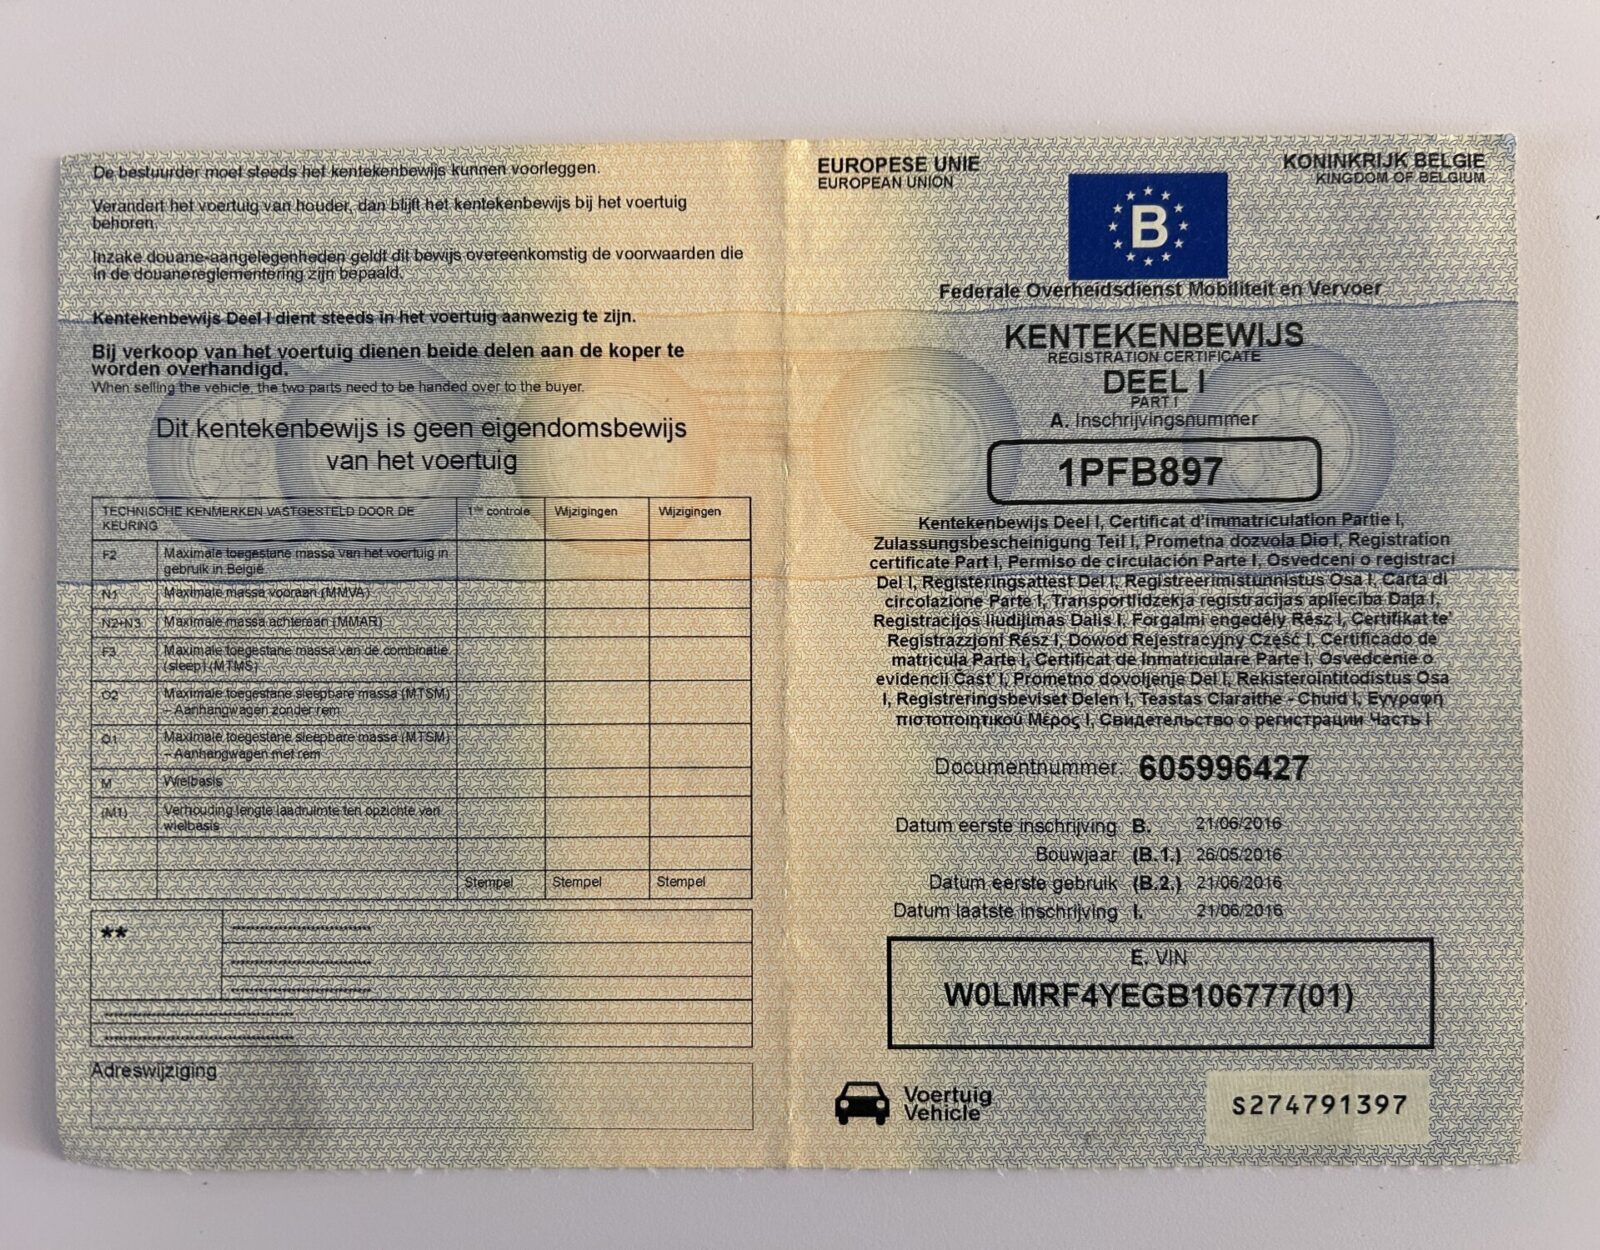 De bestuurder moet steeds het kentekenbewijs kunnen voorleggen.
Verandert het voertuig van houder, dan blijft het kentekenbewijs bij het voertuig
behoren.
Inzake douane-aangelegenheden geldt dit bewijs overeenkomstig de voorwaarden die
in de douanereglementering zijn bepaald.
Kentekenbewijs Deel I dient steeds in het voertuig aanwezig te zijn.
Bij verkoop van het voertuig dienen beide delen aan de koper te
worden overhandigd.
When selling the vehicle, the two parts need to be handed over to the buyer.
Dit kentekenbewijs is geen eigendomsbewijs
van het voertuig
TECHNISCHE KENMERKEN VASTGESTELD DOOR DE
KEURING
1ste controle
Wijzigingen
Wijzigingen
F2 Maximale toegestane massa van het voertuig in
gebruik in België
N1 Maximale massa vooraan (MMVA)
N2+N3 Maximale massa achteraan (MMAR)
F3 Maximale toegestane massa van de combinatie
(sleep) (MTMS)
O2 Maximale toegestane sleepbare massa (MTSM)
– Aanhangwagen zonder rem
O1 Maximale toegestane sleepbare massa (MTSM)
– Aanhangwagen met rem
M Wielbasis
(M1) Verhouding lengte laadruimte ten opzichte van
wielbasis
Stempel Stempel Stempel
**
Adreswijziging
EUROPESE UNIE
EUROPEAN UNION
KONINKRIJK BELGIE
KINGDOM OF BELGIUM
B
Federale Overheidsdienst Mobiliteit en Vervoer
KENTEKENBEWIJS
REGISTRATION CERTIFICATE
DEEL I
PART I
A. Inschrijvingsnummer
1PFB897
Kentekenbewijs Deel I, Certificat d'immatriculation Partie I,
Zulassungsbescheinigung Teil I, Prometna dozvola Dio I, Registration
certificate Part I, Permiso de circulación Parte I, Osvedceni o registraci
Del I, Registeringsattest Del I, Registreerimistunnistus Osa I, Carta di
circolazione Parte I, Transportlidzekja registracijas aplieciba Daļa I,
Registracijos liudijimas Dalis I, Forgalmi engedély Rész I, Certifikat te'
Registrazzjoni Résź I, Dowod Rejestracyjny Część I, Certificado de
matricula Parte I, Certificat de Inmatriculare Parte I, Osvedcenie o
evidencii Čast' I, Prometno dovoljenje Del I, Rekisterointitodistus Osa
I, Registreringsbeviset Delen I, Teastas Claraithe - Chuid I, Εγγραφή
πιστοποιητικού Μέρος I, Свидетельство о регистрации Часть I
Documentnummer: 605996427
Datum eerste inschrijving B. 21/06/2016
Bouwjaar (B.1.) 26/05/2016
Datum eerste gebruik (B.2.) 21/06/2016
Datum laatste inschrijving I. 21/06/2016
E. VIN
W0LMRF4YEGB106777(01)
Voertuig
Vehicle
S274791397